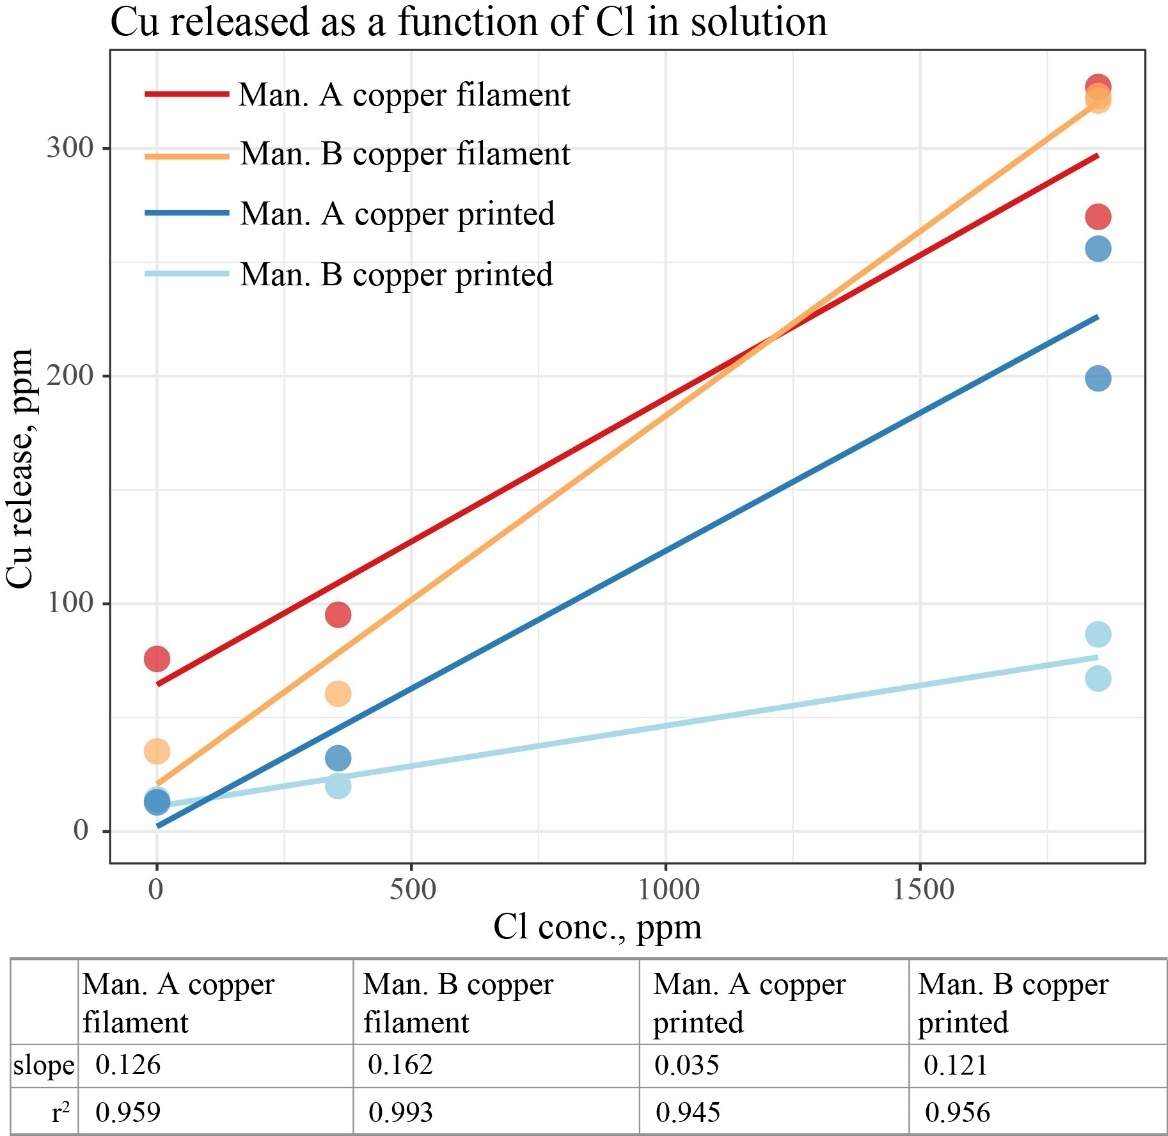 Cu released as a function of Cl in solution
Man. A copper filament
Man. B copper filament
Man. A copper printed
Man. B copper printed
Cu release, ppm
300
200
100
0
0 500 1000 1500
Cl conc., ppm
Man. A copper filament Man. B copper filament Man. A copper printed Man. B copper printed
slope 0.126 0.162 0.035 0.121
r² 0.959 0.993 0.945 0.956